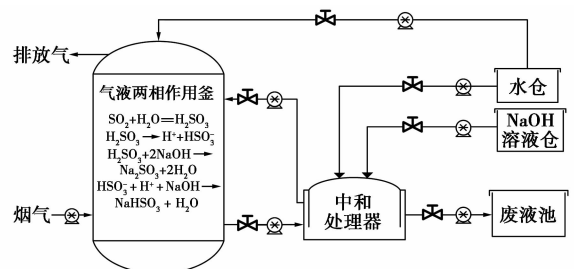 排放气
气液两相作用釜
SO₂+H₂O═H₂SO₃
H₂SO₃→H⁺+HSO₃⁻
H₂SO₃+2NaOH→
Na₂SO₃+2H₂O
HSO₃⁻+H⁺+NaOH→
NaHSO₃+H₂O
烟气
水仓
NaOH
溶液仓
中和
处理器
废液池